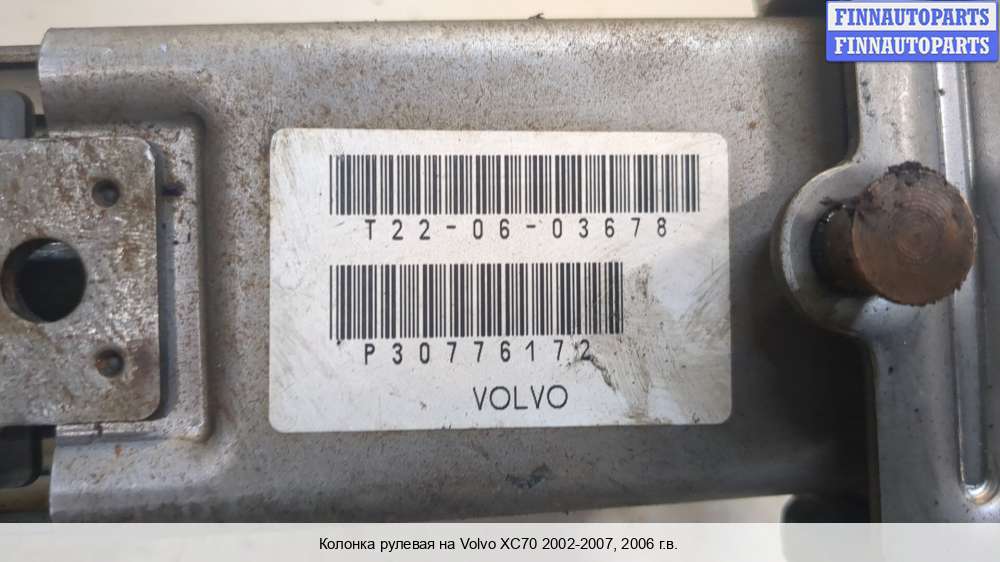 FINNAUTOPARTS
FINNAUTOPARTS
T22-06-03678
P30776172
VOLVO
Колонка рулевая на Volvo XC70 2002-2007, 2006 г.в.